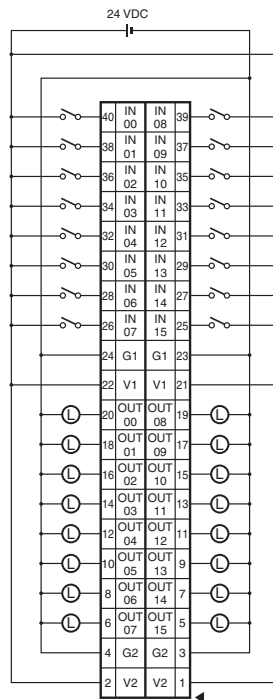 24 VDC
40 IN 00 IN 08 39
38 IN 01 IN 09 37
36 IN 02 IN 10 35
34 IN 03 IN 11 33
32 IN 04 IN 12 31
30 IN 05 IN 13 29
28 IN 06 IN 14 27
26 IN 07 IN 15 25
24 G1 G1 23
22 V1 V1 21
L 20 OUT 00 OUT 08 19 L
L 18 OUT 01 OUT 09 17 L
L 16 OUT 02 OUT 10 15 L
L 14 OUT 03 OUT 11 13 L
L 12 OUT 04 OUT 12 11 L
L 10 OUT 05 OUT 13 9 L
L 8 OUT 06 OUT 14 7 L
L 6 OUT 07 OUT 15 5 L
4 G2 G2 3
2 V2 V2 1